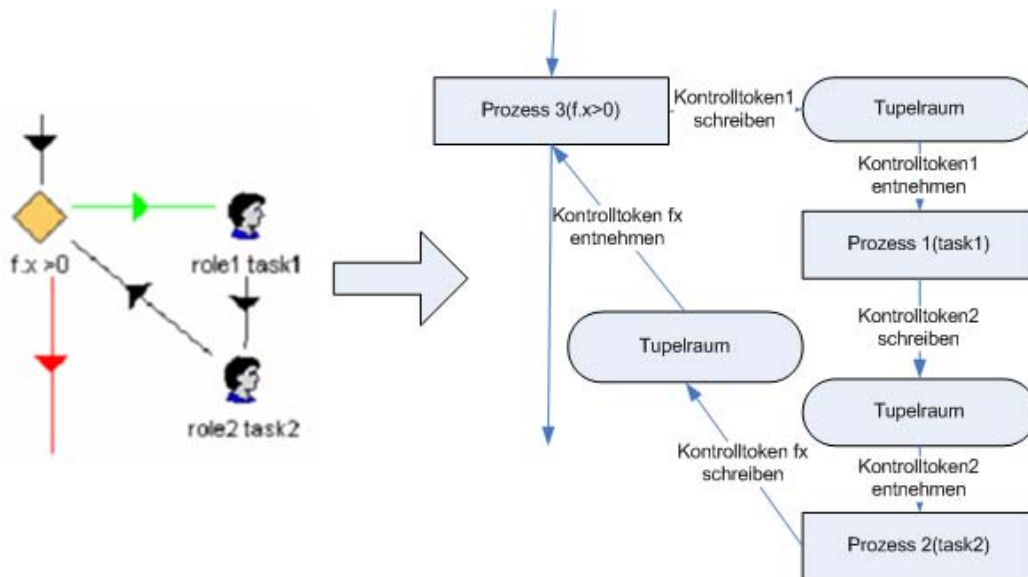 f.x >0
role1 task1
role2 task2
Prozess 3(f.x>0)
Kontrolltoken1
schreiben
Tupelraum
Kontrolltoken1
entnehmen
Prozess 1(task1)
Kontrolltoken2
schreiben
Tupelraum
Kontrolltoken2
entnehmen
Prozess 2(task2)
Kontrolltoken fx
schreiben
Tupelraum
Kontrolltoken fx
entnehmen